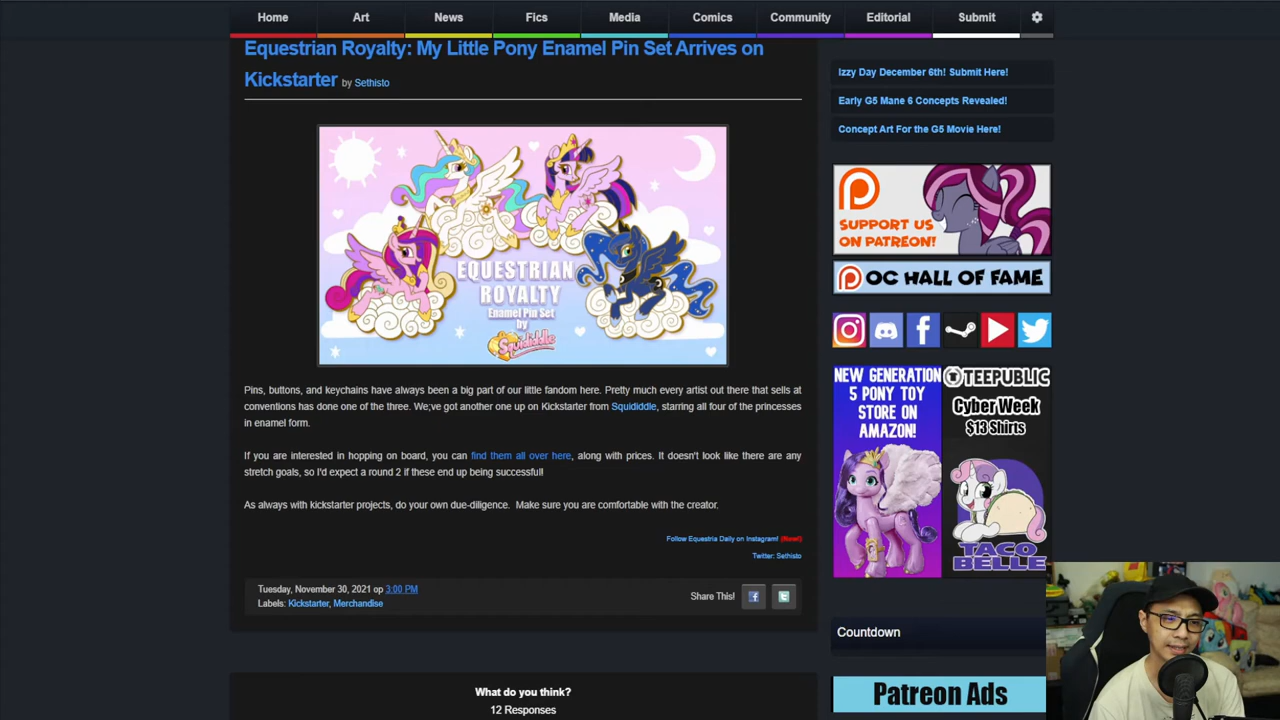 Home Art News Fics Media Comics Community Editorial Submit
Equestrian Royalty: My Little Pony Enamel Pin Set Arrives on
Kickstarter by Sethisto
EQUESTRIAN
ROYALTY
Enamel Pin Set
by
Squididdle
Pins, buttons, and keychains have always been a big part of our little fandom here. Pretty much every artist out there that sells at
conventions has done one of the three. We;ve got another one up on Kickstarter from Squididdle, starring all four of the princesses
in enamel form.
If you are interested in hopping on board, you can find them all over here, along with prices. It doesn't look like there are any
stretch goals, so I'd expect a round 2 if these end up being successful!
As always with kickstarter projects, do your own due-diligence. Make sure you are comfortable with the creator.
Follow Equestria Daily on Instagram! (New!)
Twitter: Sethisto
Tuesday, November 30, 2021 op 3:00 PM
Labels: Kickstarter, Merchandise
Share This!
What do you think?
12 Responses
Izzy Day December 6th! Submit Here!
Early G5 Mane 6 Concepts Revealed!
Concept Art For the G5 Movie Here!
SUPPORT US
ON PATREON!
OC HALL OF FAME
NEW GENERATION
5 PONY TOY
STORE ON
AMAZON!
TEEPUBLIC
Cyber Week
$13 Shirts
TACO
BELLE
Countdown
Patreon Ads